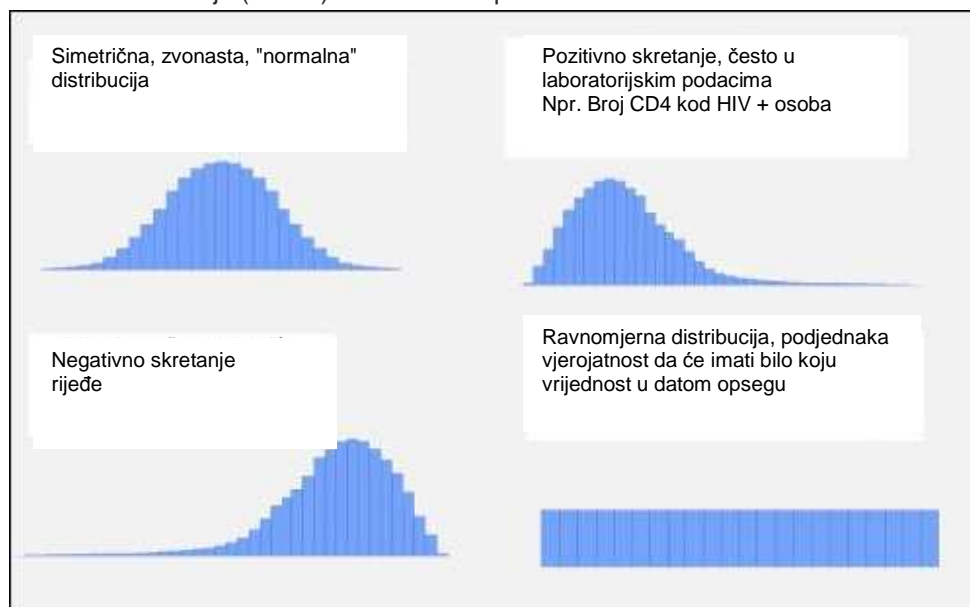 Simetrična, zvonasta, "normalna"
distribucija
Pozitivno skretanje, često u
laboratorijskim podacima
Npr. Broj CD4 kod HIV + osoba
Negativno skretanje
rijeđe
Ravnomjerna distribucija, podjednaka
vjerojatnost da će imati bilo koju
vrijednost u datom opsegu